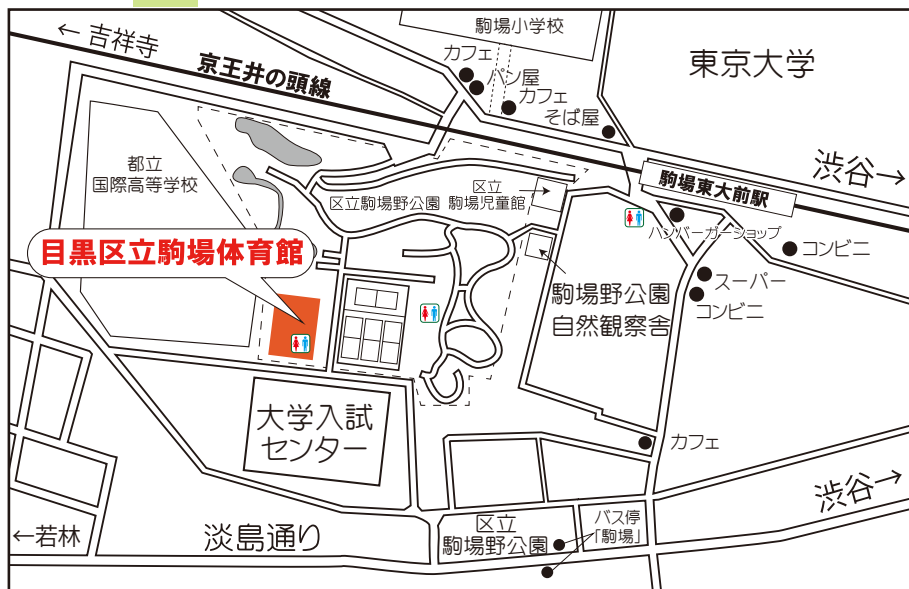 駒場小学校
← 吉祥寺
京王井の頭線
カフェ
パン屋
カフェ
そば屋
東京大学
渋谷→
駒場東大前駅
都立
国際高等学校
区立駒場野公園
区立
駒場児童館
目黒区立駒場体育館
ハンバーガーショップ
コンビニ
スーパー
コンビニ
駒場野公園
自然観察舎
大学入試
センター
カフェ
渋谷→
←若林
淡島通り
区立
駒場野公園
バス停
「駒場」